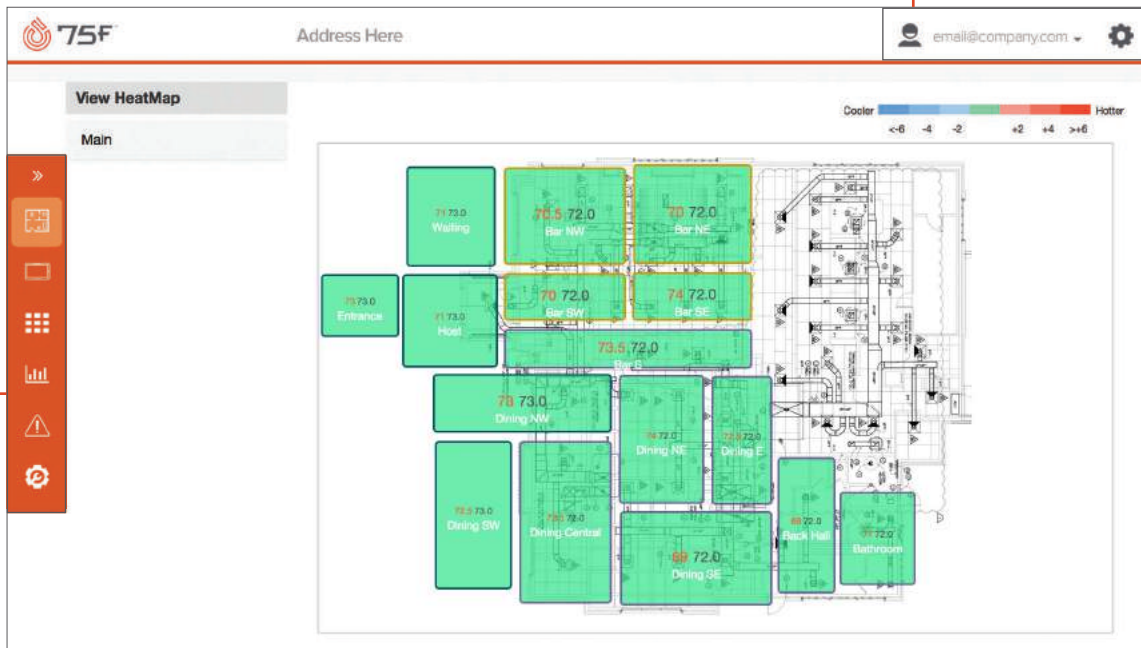 75F
Address Here
email@company.com
View HeatMap
Main
Cooler
Hotter
<-6 -4 -2 +2 +4 >+6
71 73.0
Waiting
70.5 72.0
Bar NW
70 72.0
Bar NE
73 73.0
Entrance
71 73.0
Host
70 72.0
Bar SW
74 72.0
Bar SE
73.5 72.0
73 73.0
Dining NW
74 72.0
Dining NE
72.5 72.0
Dining E
73.5 73.0
Dining SW
72.0
Dining Central
69 72.0
Dining SE
68 72.0
Back Hall
72.0
Bathroom